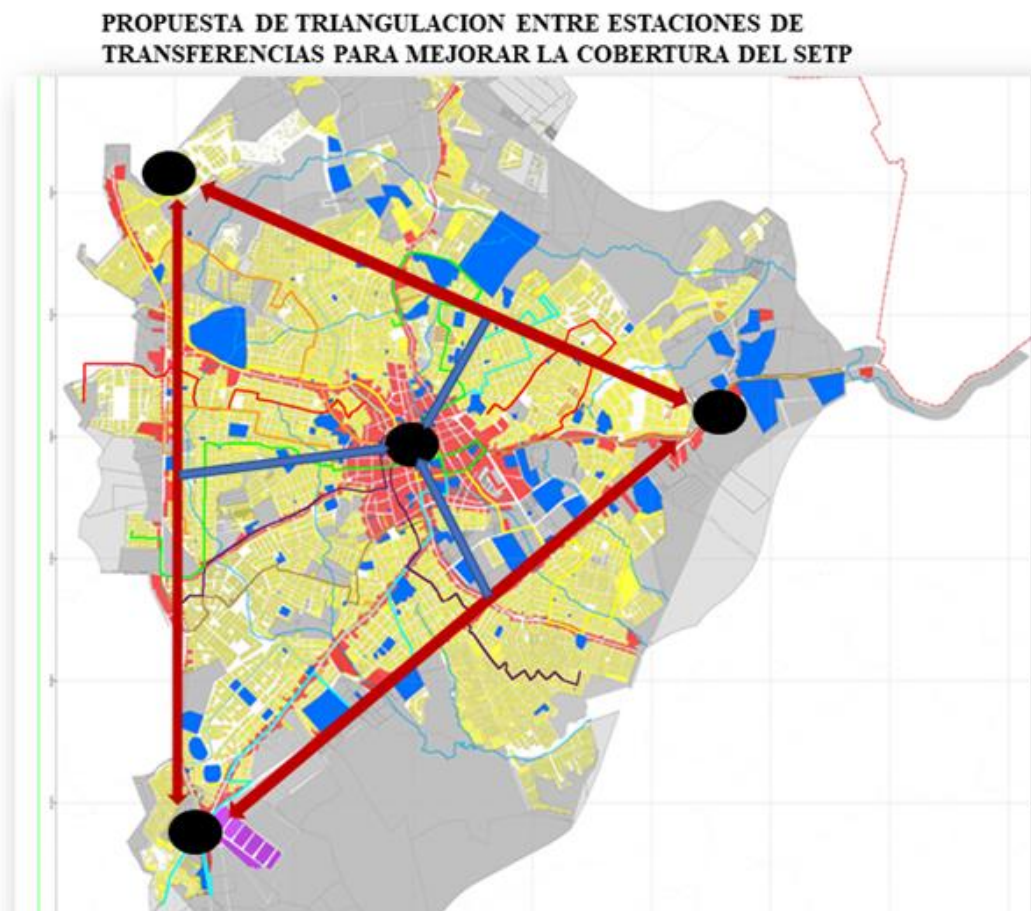 PROPUESTA DE TRIANGULACION ENTRE ESTACIONES DE
TRANSFERENCIAS PARA MEJORAR LA COBERTURA DEL SETP